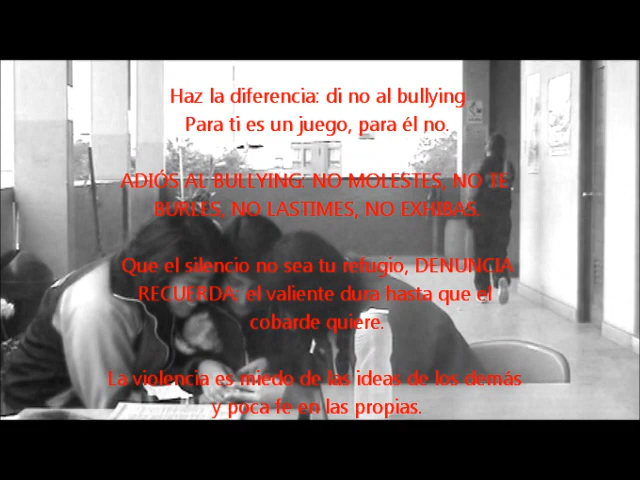 Haz la diferencia: di no al bullying
Para ti es un juego, para él no.
ADIÓS AL BULLYING: NO MOLESTES, NO TE
BURLES, NO LASTIMES, NO EXHIBAS.
Que el silencio no sea tu refugio, DENUNCIA
RECUERDA: el valiente dura hasta que el
cobarde quiere.
La violencia es miedo de las ideas de los demás
y poca fe en las propias.